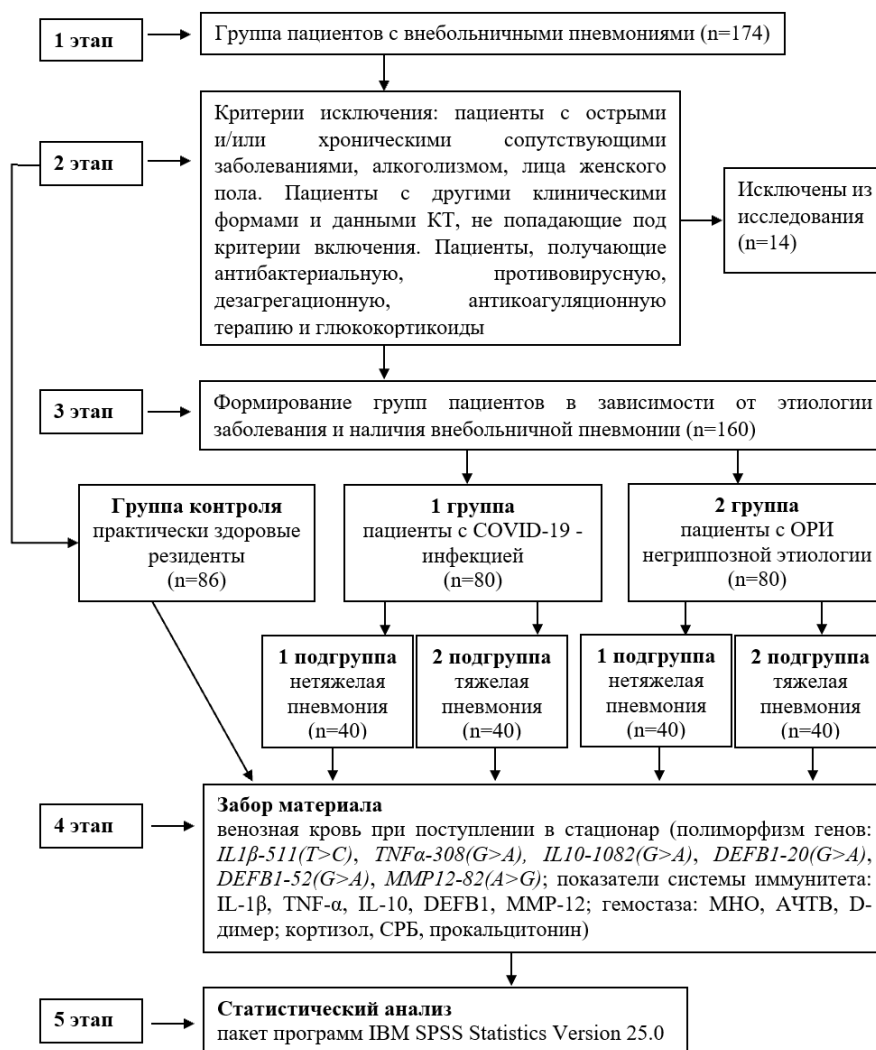 1 этап
Группа пациентов с внебольничными пневмониями (n=174)
2 этап
Критерии исключения: пациенты с острыми
и/или хроническими сопутствующими
заболеваниями, алкоголизмом, лица женского
пола. Пациенты с другими клиническими
формами и данными КТ, не попадающие под
критерии включения. Пациенты, получающие
антибактериальную, противовирусную,
дезагрегационную, антикоагуляционную
терапию и глюкокортикоиды
Исключены из
исследования
(n=14)
3 этап
Формирование групп пациентов в зависимости от этиологии
заболевания и наличия внебольничной пневмонии (n=160)
Группа контроля
практически здоровые
резиденты
(n=86)
1 группа
пациенты с COVID-19 -
инфекцией
(n=80)
2 группа
пациенты с ОРИ
негриппозной этиологии
(n=80)
1 подгруппа
нетяжелая
пневмония
(n=40)
2 подгруппа
тяжелая
пневмония
(n=40)
1 подгруппа
нетяжелая
пневмония
(n=40)
2 подгруппа
тяжелая
пневмония
(n=40)
4 этап
Забор материала
венозная кровь при поступлении в стационар (полиморфизм генов:
IL1β-511(T>C), TNFα-308(G>A), IL10-1082(G>A), DEFB1-20(G>A),
DEFB1-52(G>A), MMP12-82(A>G); показатели системы иммунитета:
IL-1β, TNF-α, IL-10, DEFB1, MMP-12; гемостаза: МНО, АЧТВ, D-
димер; кортизол, СРБ, прокальцитонин)
5 этап
Статистический анализ
пакет программ IBM SPSS Statistics Version 25.0